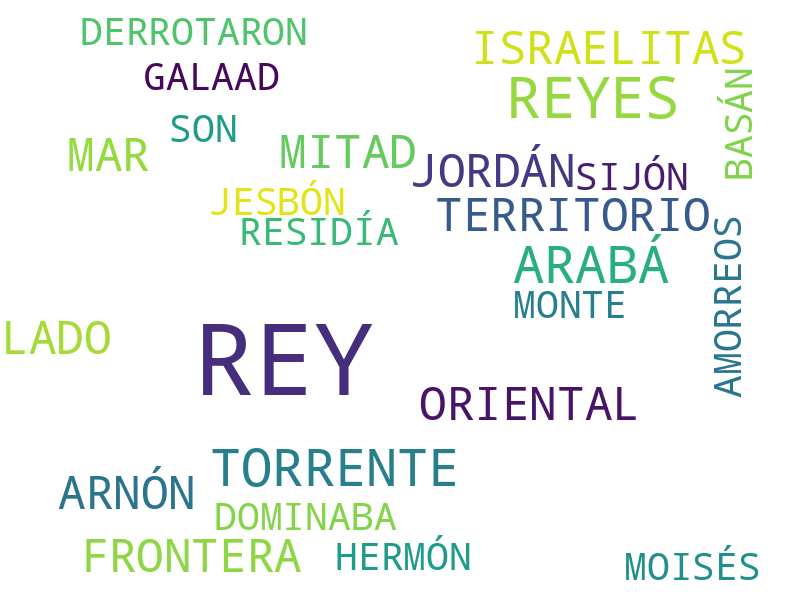 DERROTARON
ISRAELITAS
GALAAD
REYES
BASÁN
SON
MAR
MITAD
JORDÁN
SIJÓN
JESBÓN
TERRITORIO
RESIDÍA
ARABÁ
MONTE
AMORREOS
LADO
REY
ORIENTAL
TORRENTE
ARNÓN
DOMINABA
FRONTERA
HERMÓN
MOISÉS